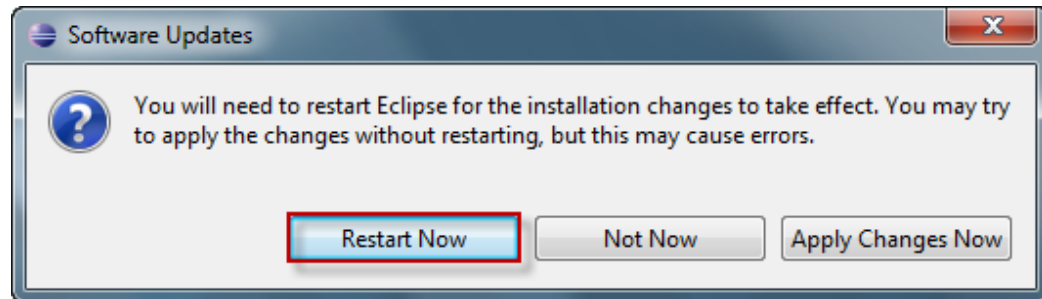 Software Updates
You will need to restart Eclipse for the installation changes to take effect. You may try
to apply the changes without restarting, but this may cause errors.
Restart Now Not Now Apply Changes Now